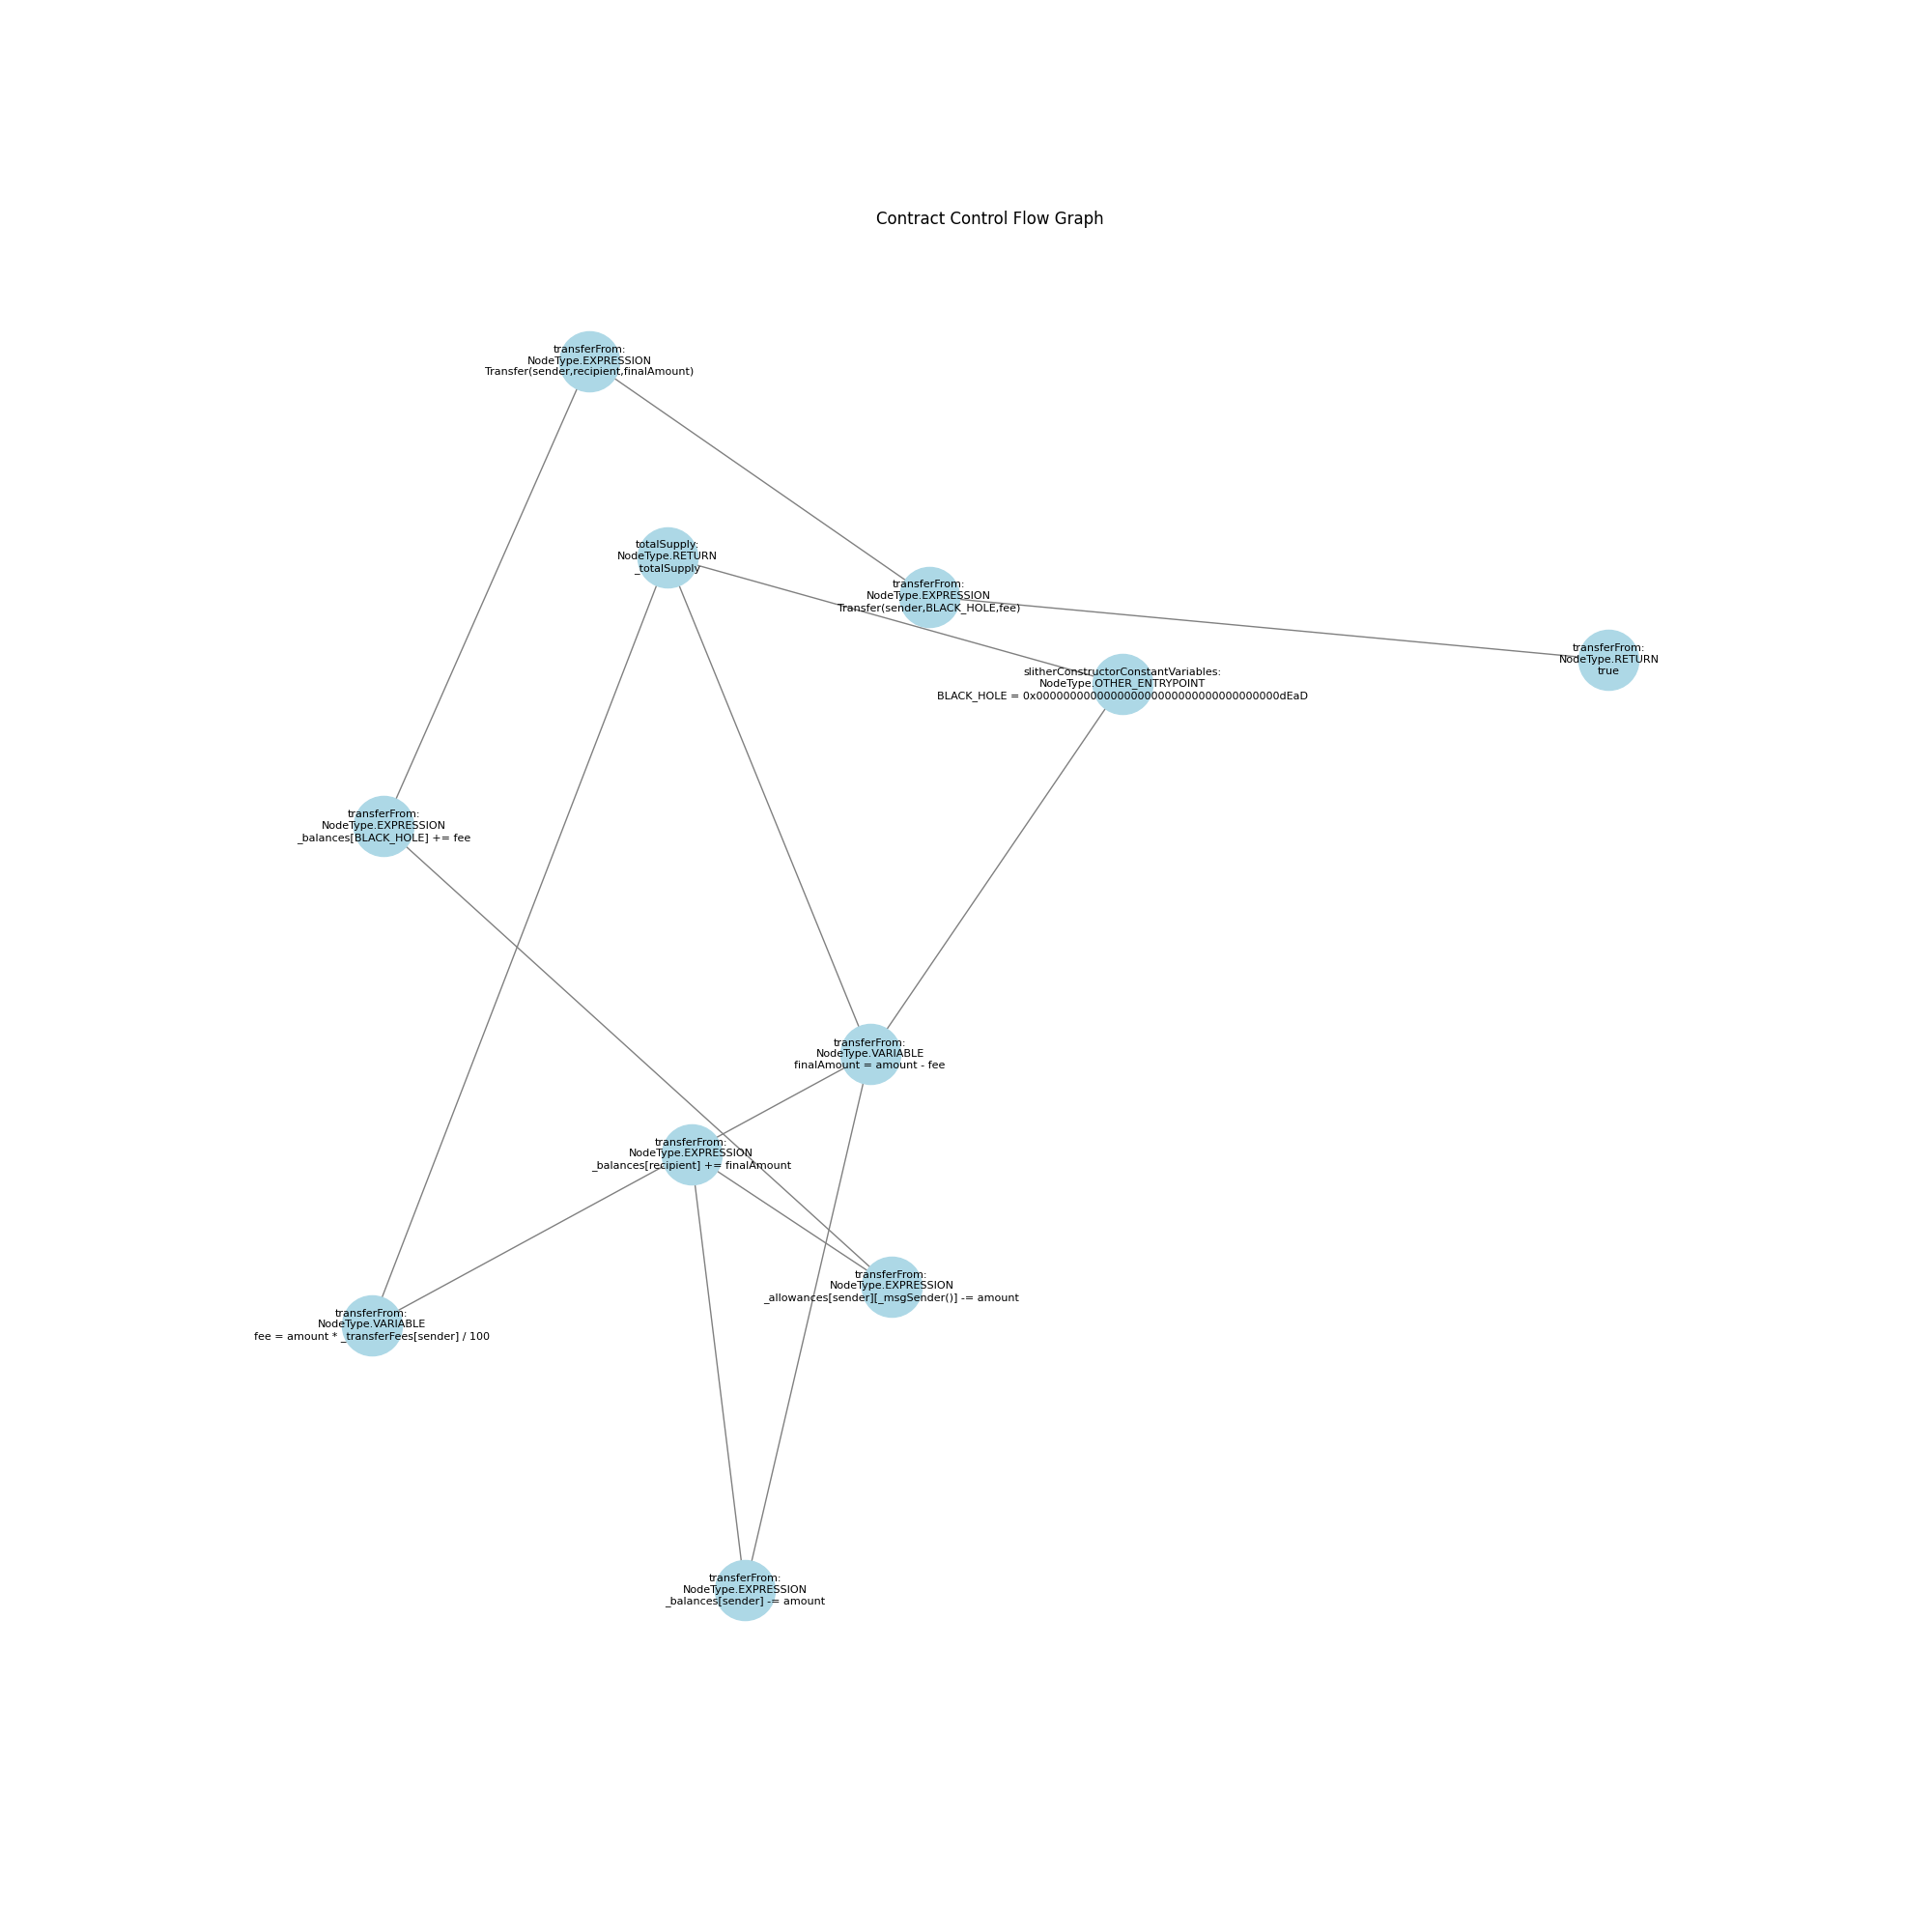 Contract Control Flow Graph
transferFrom:
NodeType.EXPRESSION
Transfer(sender,recipient,finalAmount)
totalSupply:
NodeType.RETURN
_totalSupply
transferFrom:
NodeType.EXPRESSION
Transfer(sender,BLACK_HOLE,fee)
transferFrom:
NodeType.RETURN
true
slitherConstructorConstantVariables:
NodeType.OTHER_ENTRYPOINT
BLACK_HOLE = 0x000000000000000000000000000000000000dEaD
transferFrom:
NodeType.EXPRESSION
_balances[BLACK_HOLE] += fee
transferFrom:
NodeType.VARIABLE
finalAmount = amount - fee
transferFrom:
NodeType.EXPRESSION
_balances[recipient] += finalAmount
transferFrom:
NodeType.EXPRESSION
_allowances[sender][_msgSender()] -= amount
transferFrom:
NodeType.VARIABLE
fee = amount * _transferFees[sender] / 100
transferFrom:
NodeType.EXPRESSION
_balances[sender] -= amount